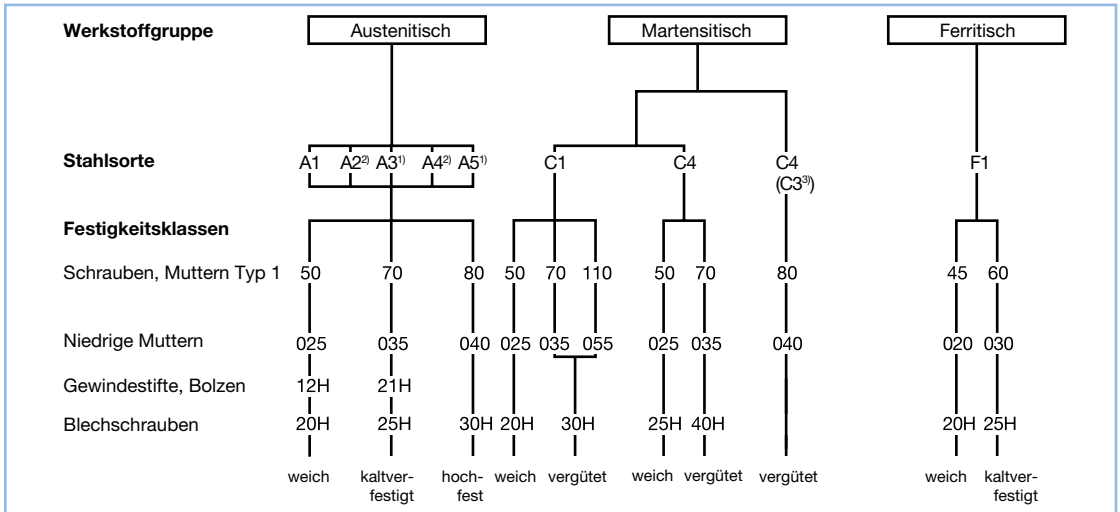 Werkstoffgruppe Austenitisch Martensitisch Ferritisch
Stahlsorte A1 A2²⁾ A3¹⁾ A4²⁾ A5¹⁾ C1 C4 C4 F1
(C3³⁾)
Festigkeitsklassen
Schrauben, Muttern Typ 1 50 70 80 50 70 110 50 70 80 45 60
Niedrige Muttern 025 035 040 025 035 055 025 035 040 020 030
Gewindestifte, Bolzen 12H 21H
Blechschrauben 20H 25H 30H 20H 30H 25H 40H 20H 25H
weich kaltver- hoch- weich vergütet weich vergütet vergütet weich kaltver-
festigt fest festigt